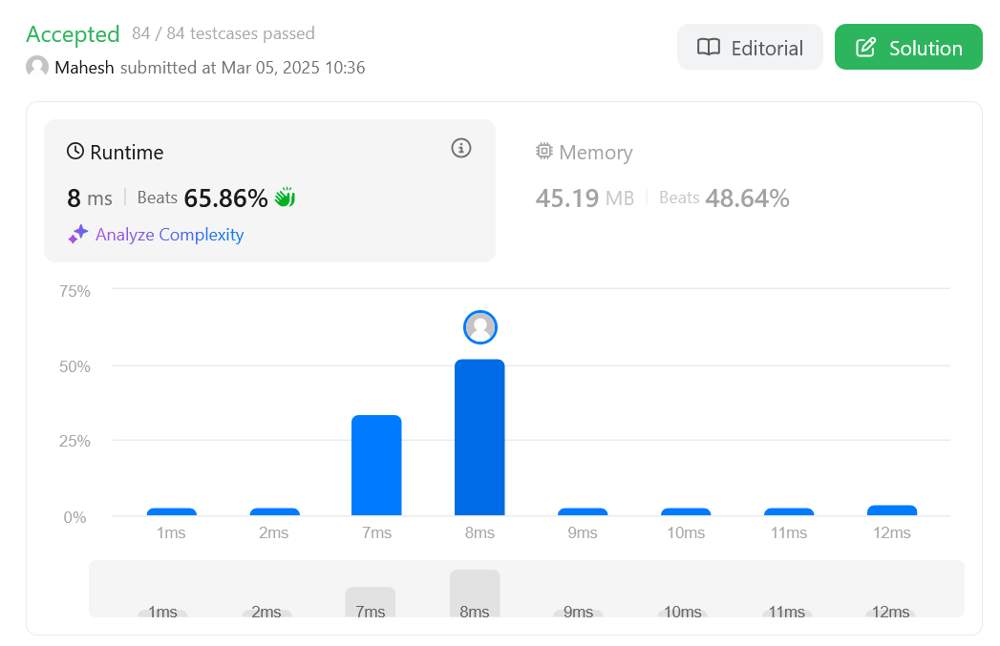 Accepted 84 / 84 testcases passed
Mahesh submitted at Mar 05, 2025 10:36
Editorial
Solution
Runtime
8 ms Beats 65.86%
Analyze Complexity
Memory
45.19 MB Beats 48.64%
75%
50%
25%
0%
1ms 2ms 7ms 8ms 9ms 10ms 11ms 12ms
1ms 2ms 7ms 8ms 9ms 10ms 11ms 12ms